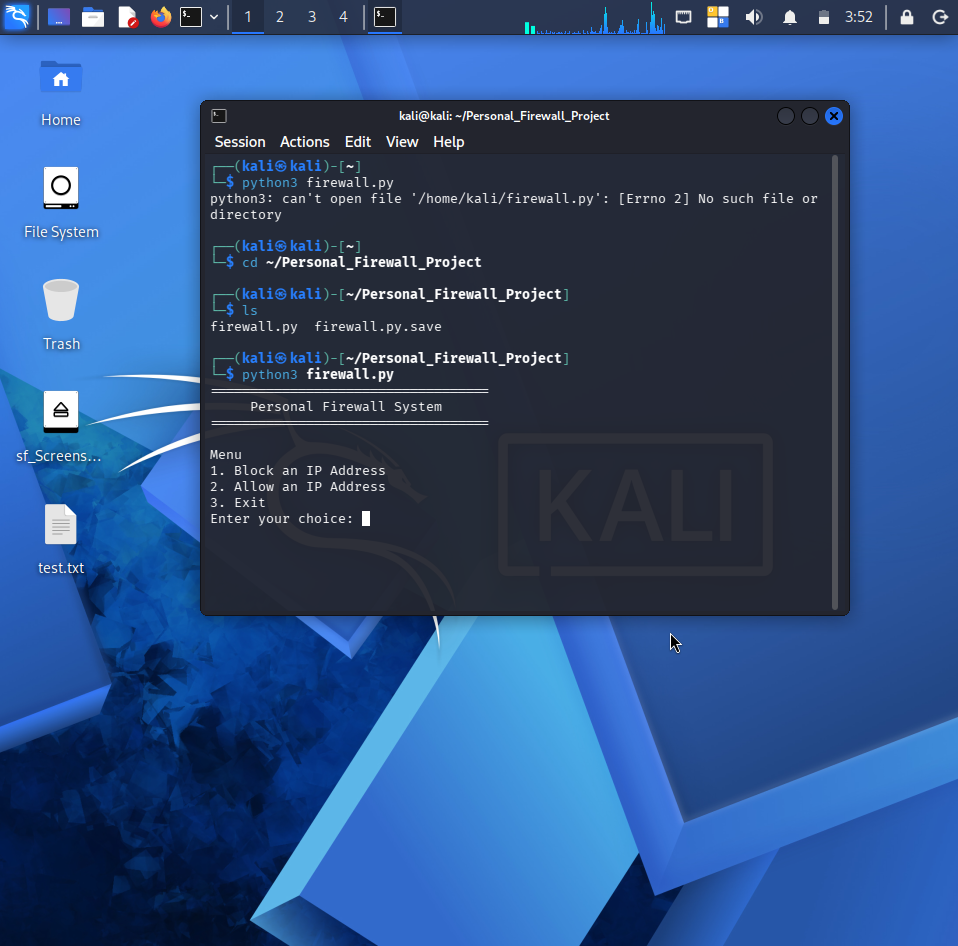 1 2 3 4 3:52
Home
File System
Trash
sf_Screens...
test.txt
kali@kali: ~/Personal_Firewall_Project
Session Actions Edit View Help
┌──(kali㉿kali)-[~]
└─$ python3 firewall.py
python3: can't open file '/home/kali/firewall.py': [Errno 2] No such file or
directory
┌──(kali㉿kali)-[~]
└─$ cd ~/Personal_Firewall_Project
┌──(kali㉿kali)-[~/Personal_Firewall_Project]
└─$ ls
firewall.py  firewall.py.save
┌──(kali㉿kali)-[~/Personal_Firewall_Project]
└─$ python3 firewall.py
Personal Firewall System
Menu
1. Block an IP Address
2. Allow an IP Address
3. Exit
Enter your choice:
KALI